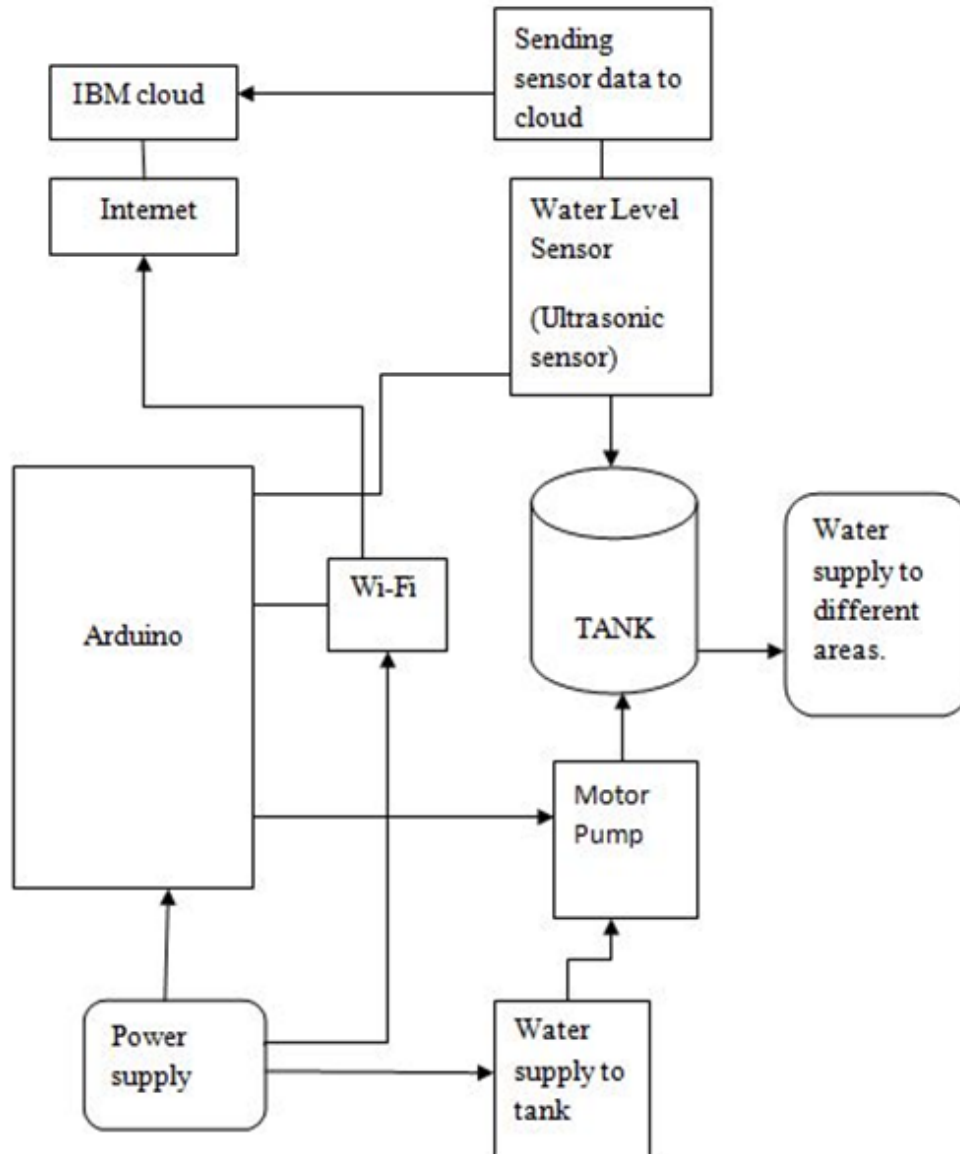 Sending
sensor data to
cloud
IBM cloud
Internet
Water Level
Sensor
(Ultrasonic
sensor)
Wi-Fi
Arduino
TANK
Water
supply to
different
areas.
Motor
Pump
Power
supply
Water
supply to
tank